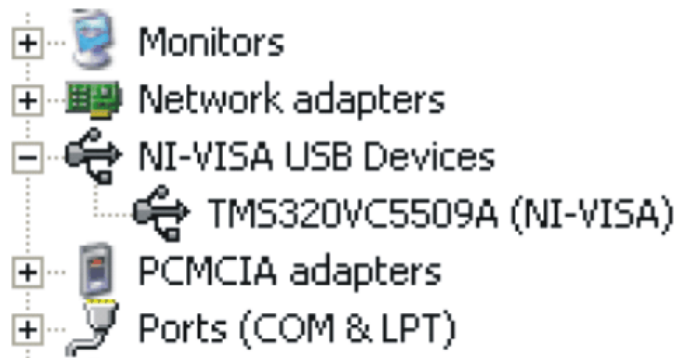 Monitors
Network adapters
NI-VISA USB Devices
TMS320VC5509A (NI-VISA)
PCMCIA adapters
Ports (COM & LPT)